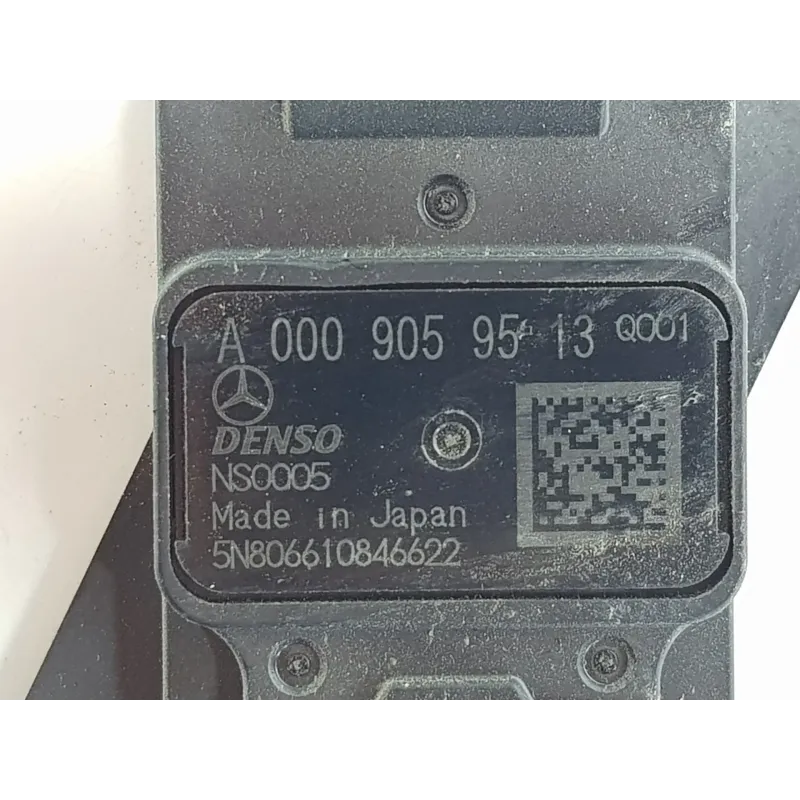 A 000 905 95 13 Q001
DENSO
NS0005
Made in Japan
5N806610846622